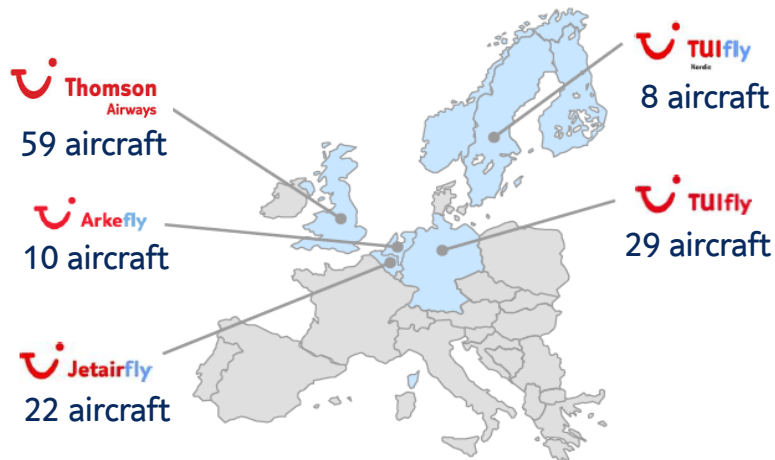 Thomson
Airways
59 aircraft
Arkefly
10 aircraft
Jetairfly
22 aircraft
TUIfly
Nordic
8 aircraft
TUIfly
29 aircraft